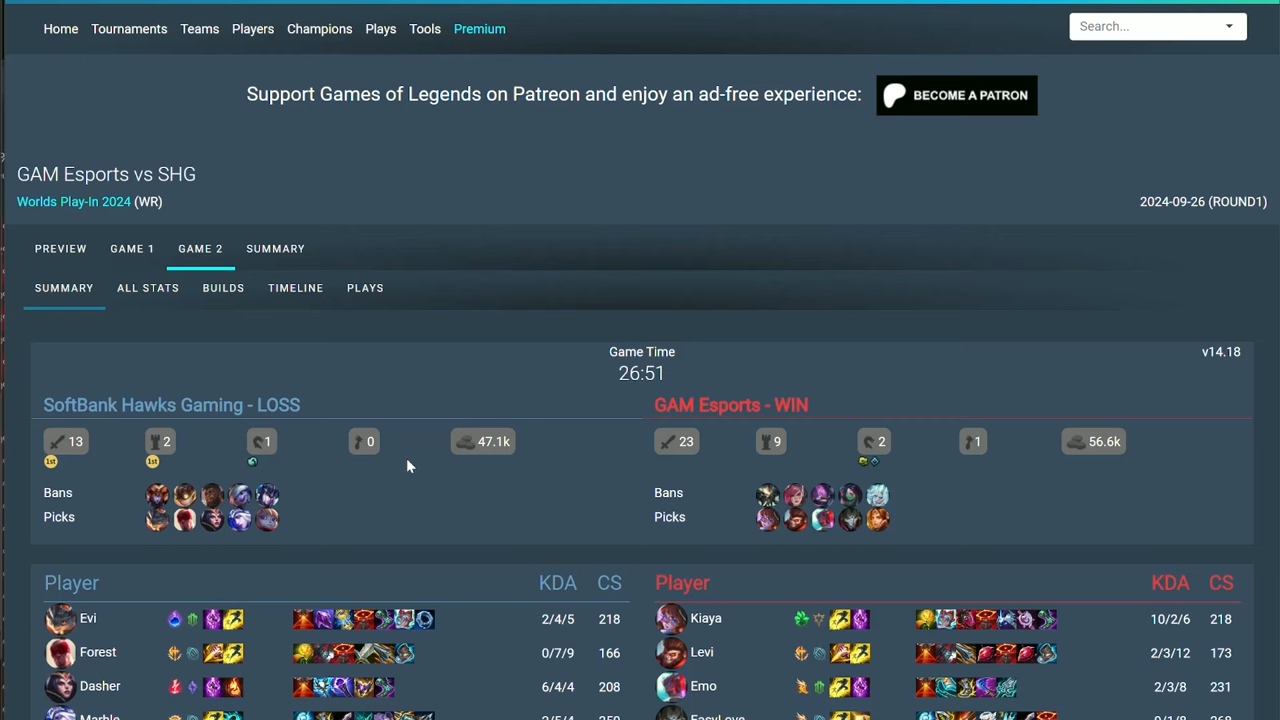 Home Tournaments Teams Players Champions Plays Tools Premium Search...
Support Games of Legends on Patreon and enjoy an ad-free experience: BECOME A PATRON
GAM Esports vs SHG
Worlds Play-In 2024 (WR) 2024-09-26 (ROUND1)
PREVIEW GAME 1 GAME 2 SUMMARY
SUMMARY ALL STATS BUILDS TIMELINE PLAYS
Game Time v14.18
26:51
SoftBank Hawks Gaming - LOSS GAM Esports - WIN
13 2 1 0 47.1k 23 9 2 1 56.6k
1st 1st
Bans Bans
Picks Picks
Player KDA CS Player KDA CS
Evi 2/4/5 218 Kiaya 10/2/6 218
Forest 0/7/9 166 Levi 2/3/12 173
Dasher 6/4/4 208 Emo 2/3/8 231
Marble EasyLove